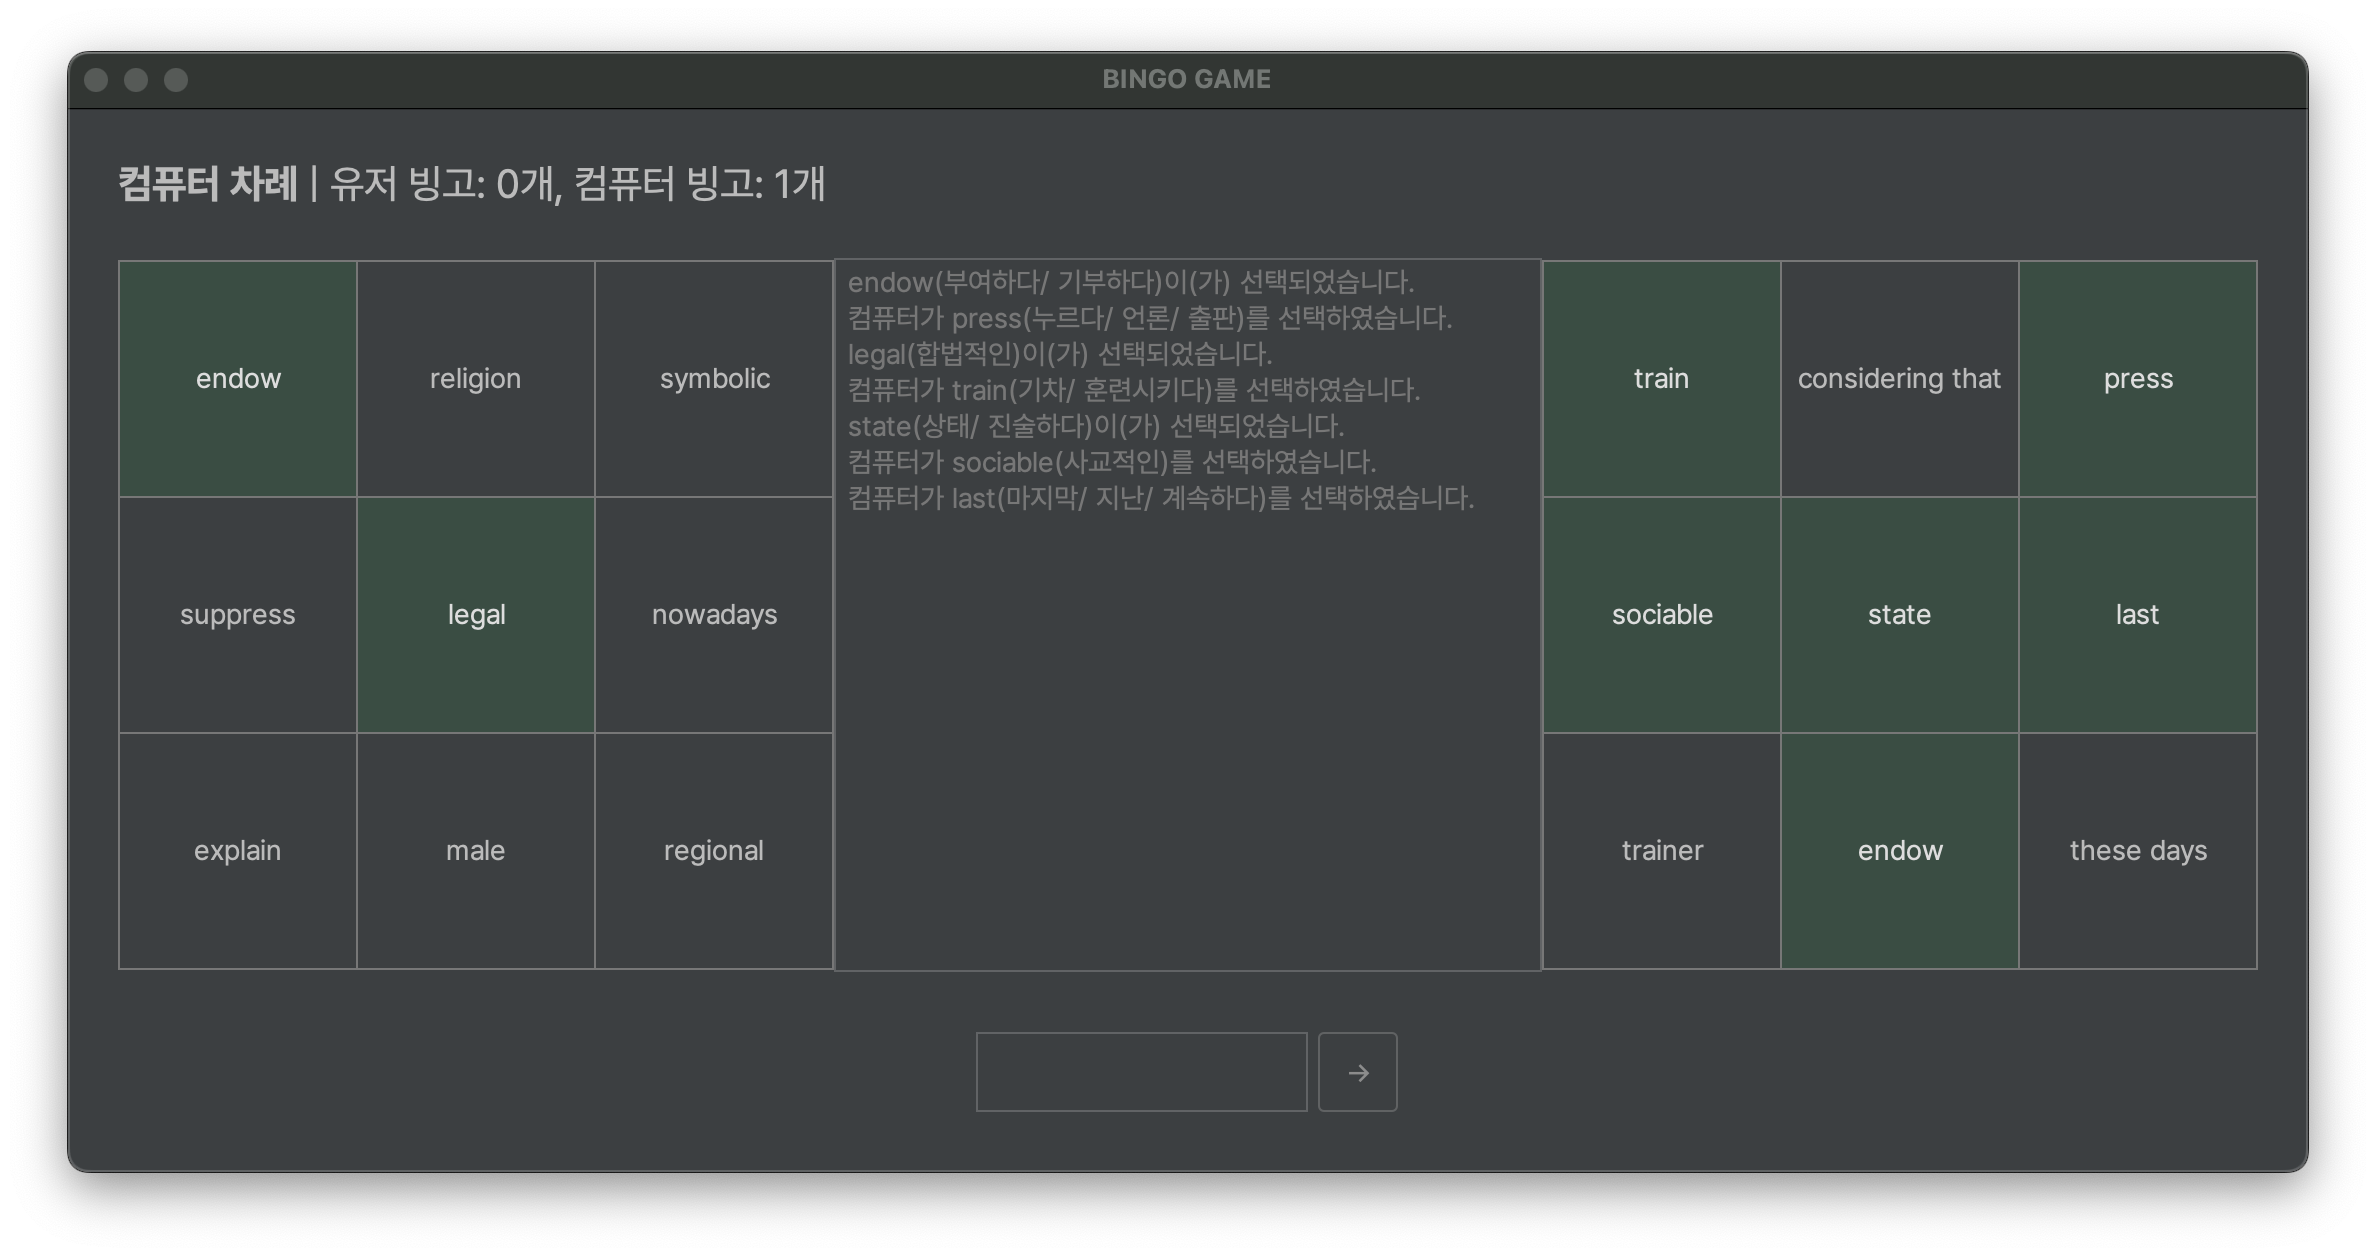 BINGO GAME
컴퓨터 차례 | 유저 빙고: 0개, 컴퓨터 빙고: 1개
endow religion symbolic
suppress legal nowadays
explain male regional
endow(부여하다/ 기부하다)이(가) 선택되었습니다.
컴퓨터가 press(누르다/ 언론/ 출판)를 선택하였습니다.
legal(합법적인)이(가) 선택되었습니다.
컴퓨터가 train(기차/ 훈련시키다)를 선택하였습니다.
state(상태/ 진술하다)이(가) 선택되었습니다.
컴퓨터가 sociable(사교적인)를 선택하였습니다.
컴퓨터가 last(마지막/ 지난/ 계속하다)를 선택하였습니다.
train considering that press
sociable state last
trainer endow these days
→